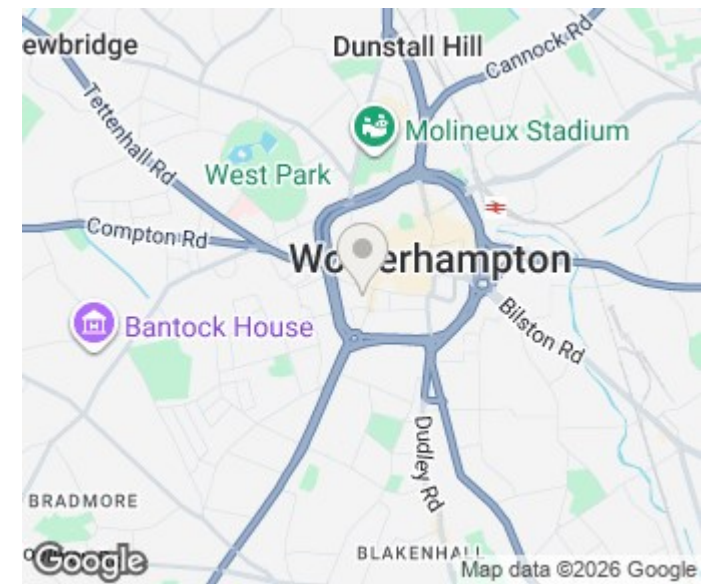 ewbridge
Dunstall Hill
Cannock Rd
Tettenhall Rd
Molineux Stadium
West Park
Compton Rd
Wo erhampton
Bantock House
Bilston Rd
Dudley Rd
BRADMORE
BLAKENHALL
Google
Map data ©2026 Google